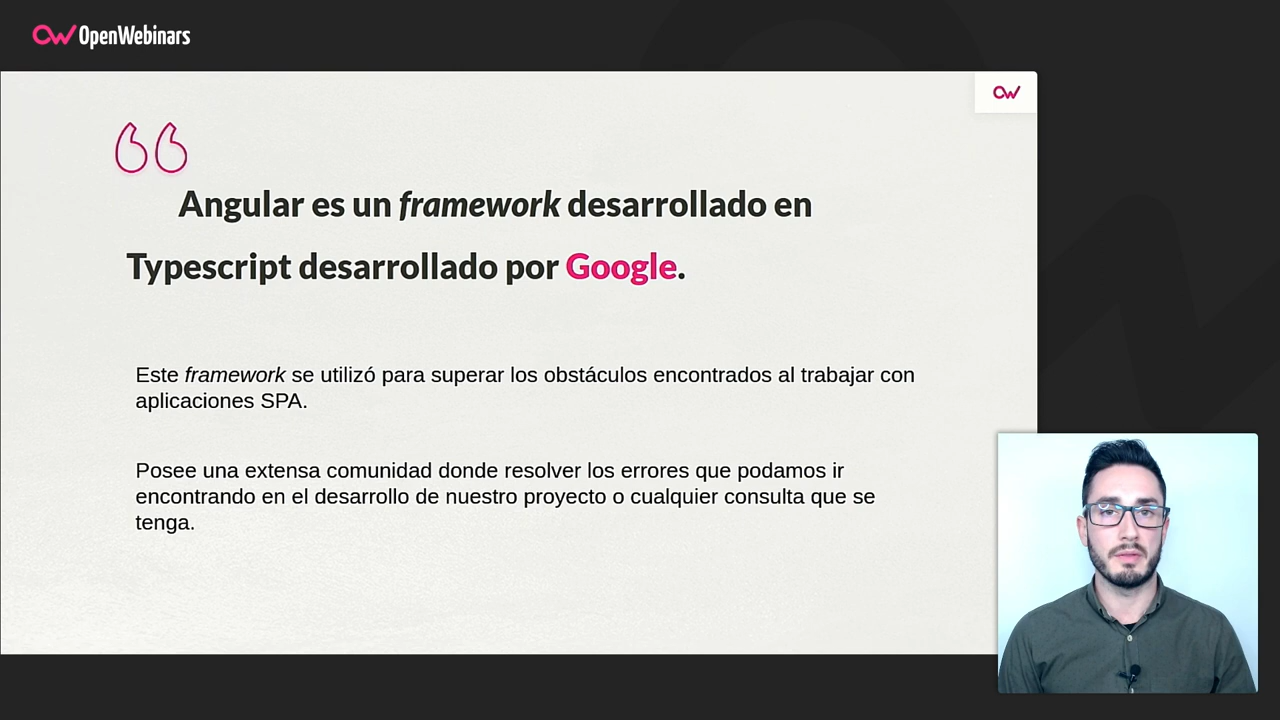 OpenWebinars
Angular es un framework desarrollado en
Typescript desarrollado por Google.
Este framework se utilizó para superar los obstáculos encontrados al trabajar con
aplicaciones SPA.
Posee una extensa comunidad donde resolver los errores que podamos ir
encontrando en el desarrollo de nuestro proyecto o cualquier consulta que se
tenga.